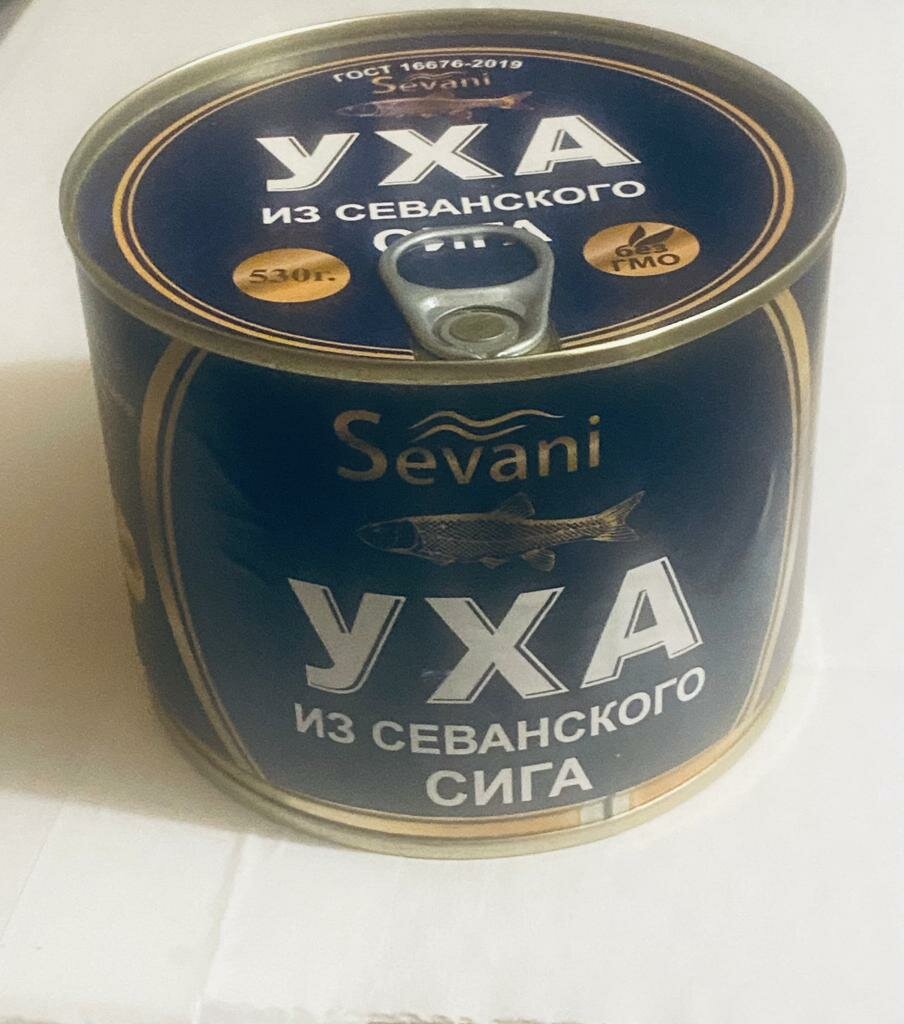 ГОСТ 16676-2019
Sevani
УХА
ИЗ СЕВАНСКОГО
СИГА
530г.
без
ГМО
Sevani
УХА
ИЗ СЕВАНСКОГО
СИГА